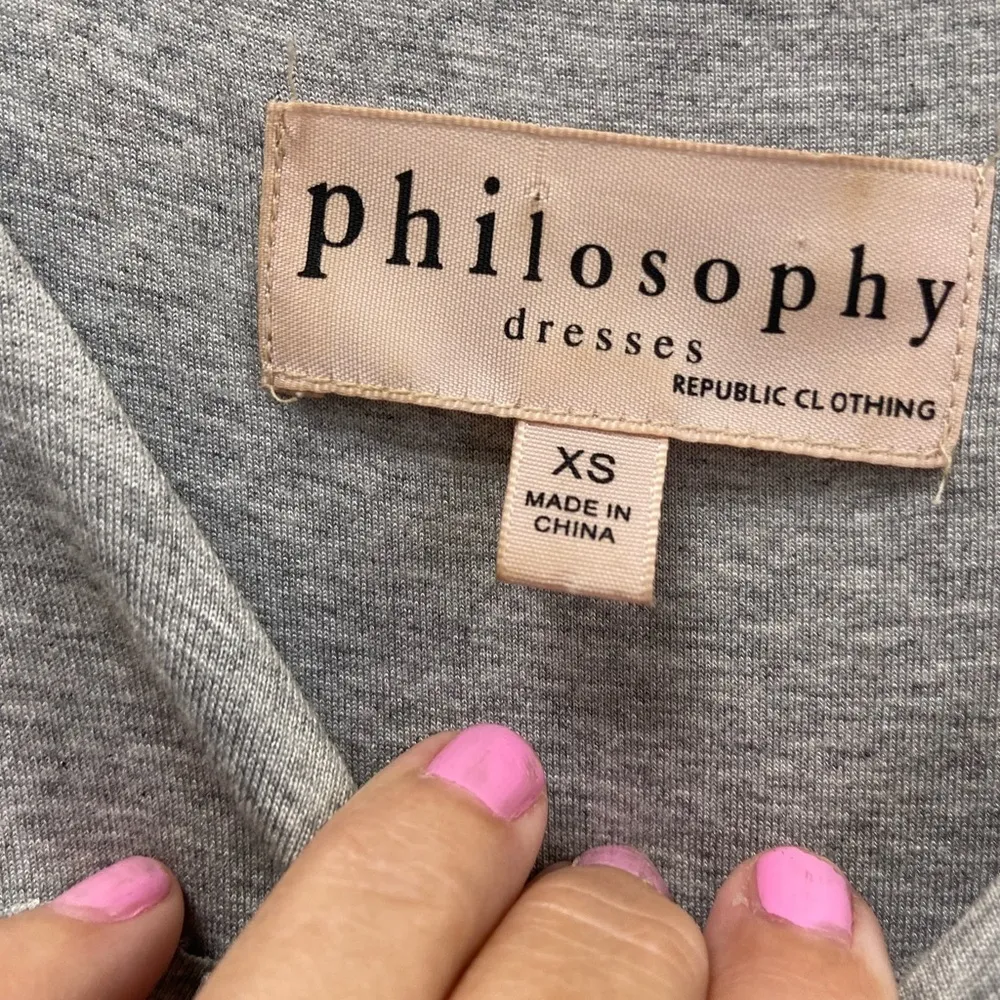 philosophy
dresses
REPUBLIC CLOTHING
XS
MADE IN
CHINA